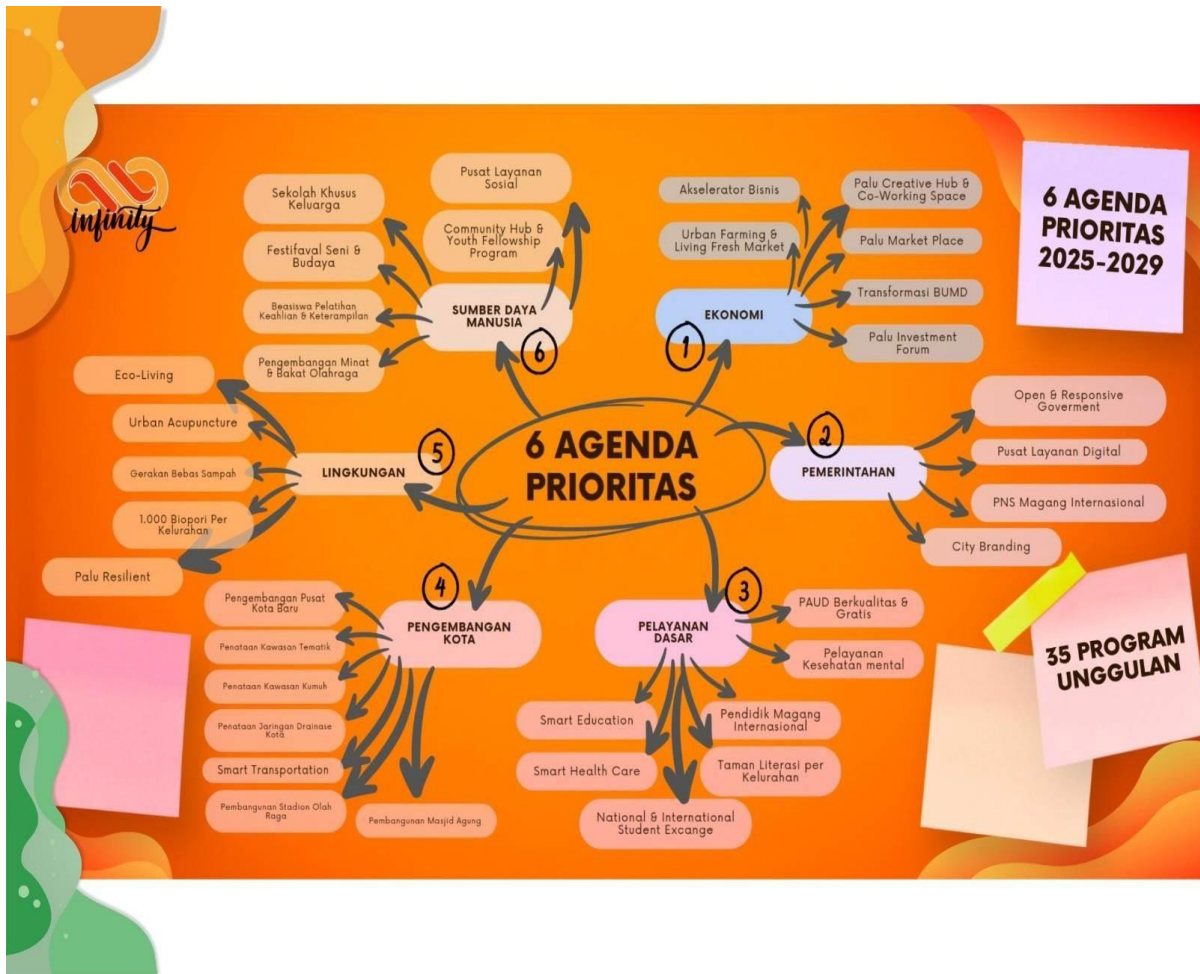 infinity
6 AGENDA
PRIORITAS
2025-2029
6 AGENDA
PRIORITAS
1
EKONOMI
Akselerator Bisnis
Urban Farming &
Living Fresh Market
Palu Creative Hub &
Co-Working Space
Palu Market Place
Transformasi BUMD
Palu Investment
Forum
2
PEMERINTAHAN
Open & Responsive
Goverment
Pusat Layanan Digital
PNS Magang Internasional
City Branding
3
PELAYANAN
DASAR
PAUD Berkualitas &
Gratis
Pelayanan
Kesehatan mental
Pendidik Magang
Internasional
Taman Literasi per
Kelurahan
National & International
Student Excange
Smart Health Care
Smart Education
4
PENGEMBANGAN
KOTA
Pengembangan Pusat
Kota Baru
Penataan Kawasan Tematik
Penataan Kawasan Kumuh
Penataan Jaringan Drainase
Kota
Smart Transportation
Pembangunan Stadion Olah
Raga
Pembangunan Masjid Agung
5
LINGKUNGAN
Eco-Living
Urban Acupuncture
Gerakan Bebas Sampah
1.000 Biopori Per
Kelurahan
Palu Resilient
6
SUMBER DAYA
MANUSIA
Pusat Layanan
Sosial
Community Hub &
Youth Fellowship
Program
Sekolah Khusus
Keluarga
Festifaval Seni &
Budaya
Beasiswa Pelatihan
Keahlian & Keterampilan
Pengembangan Minat
& Bakat Olahraga
35 PROGRAM
UNGGULAN